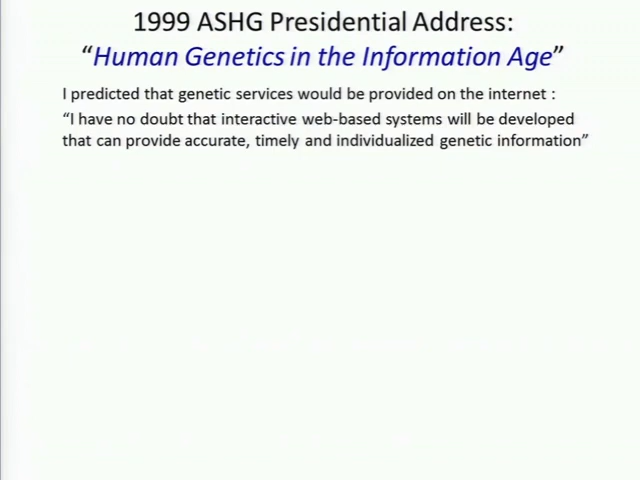 1999 ASHG Presidential Address:
“Human Genetics in the Information Age”
I predicted that genetic services would be provided on the internet :
“I have no doubt that interactive web-based systems will be developed
that can provide accurate, timely and individualized genetic information”